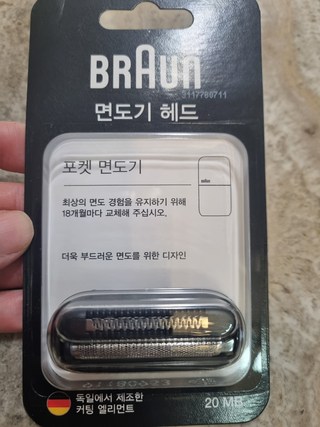 BRAUN
3117780711
면도기 헤드
포켓 면도기
최상의 면도 경험을 유지하기 위해
18개월마다 교체해 주십시오.
더욱 부드러운 면도를 위한 디자인
독일에서 제조한
커팅 엘리먼트
20 MB